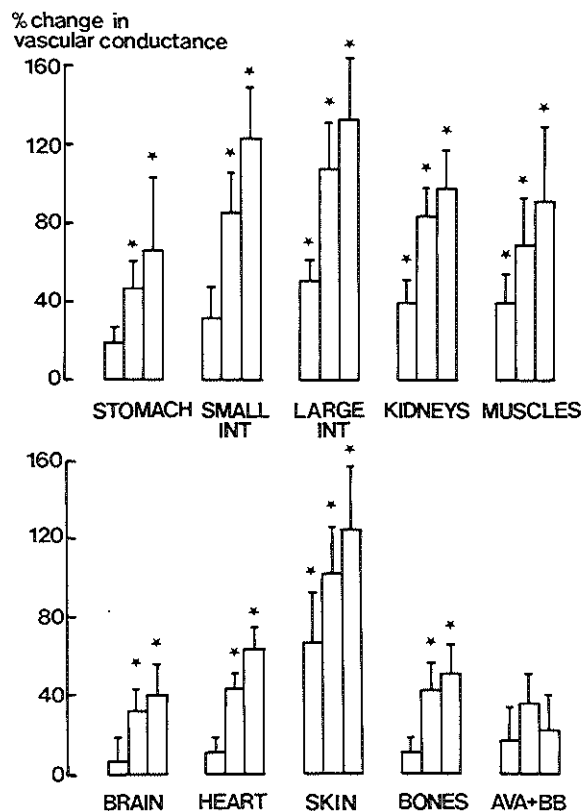 % change in
vascular conductance
160
120
80
40
0
STOMACH SMALL INT LARGE INT KIDNEYS MUSCLES
160
120
80
40
0
BRAIN HEART SKIN BONES AVA+BB